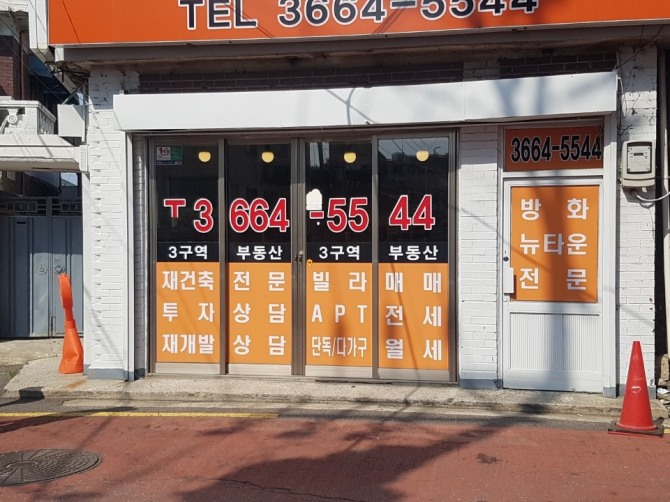 TEL 3664-5544
3664-5544
T 3664-5544
3구역 부동산 3구역 부동산
재건축 전문 빌라 매매
투자 상담 APT 전세
재개발 상담 단독/다가구 월세
방화
뉴타운
전문